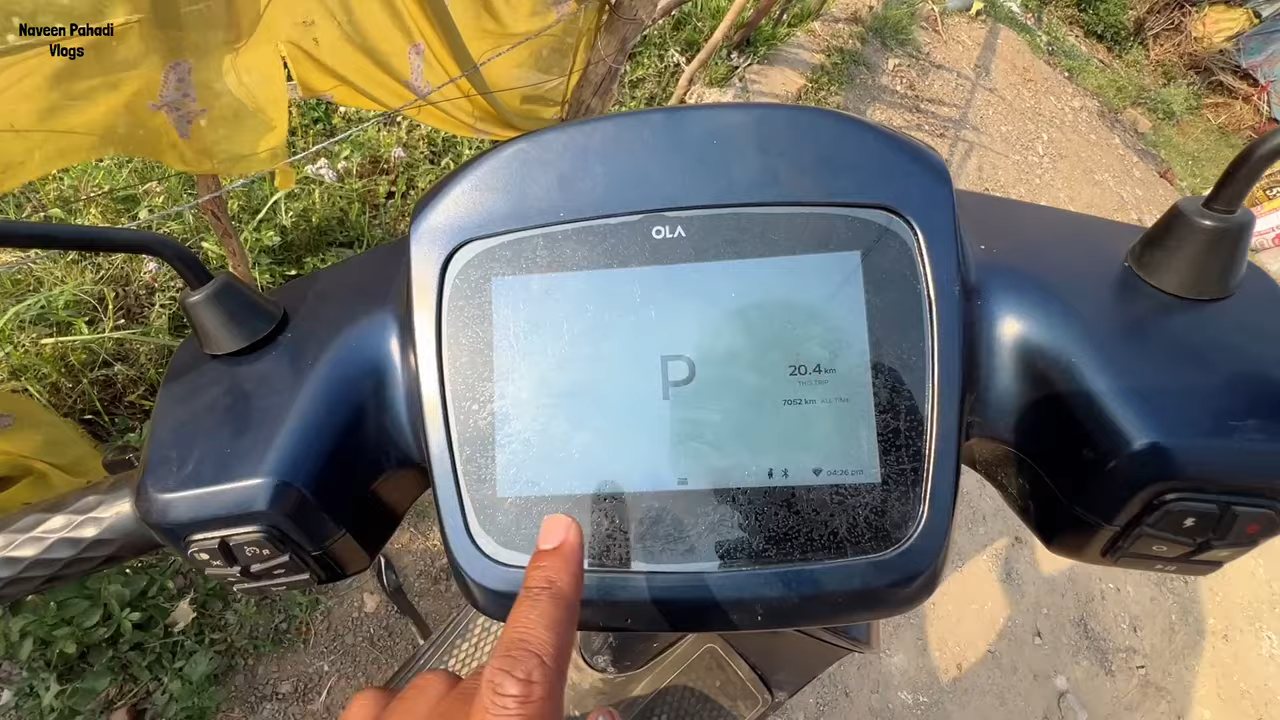 Naveen Pahadi
Vlogs
OLA
P
20.4 km
THIS TRIP
7052 km ALL TIME
04:26 pm